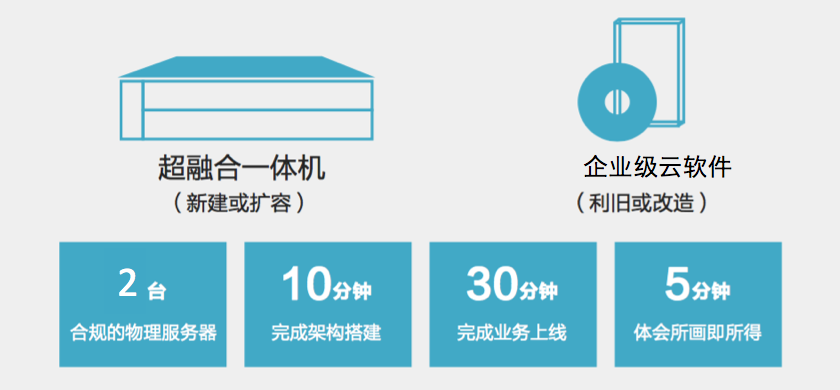 超融合一体机
（新建或扩容）
企业级云软件
（利旧或改造）
2台
合规的物理服务器
10分钟
完成架构搭建
30分钟
完成业务上线
5分钟
体会所画即所得